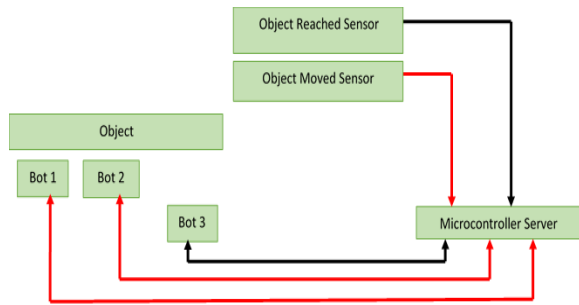 Object Reached Sensor
Object Moved Sensor
Object
Bot 1
Bot 2
Bot 3
Microcontroller Server